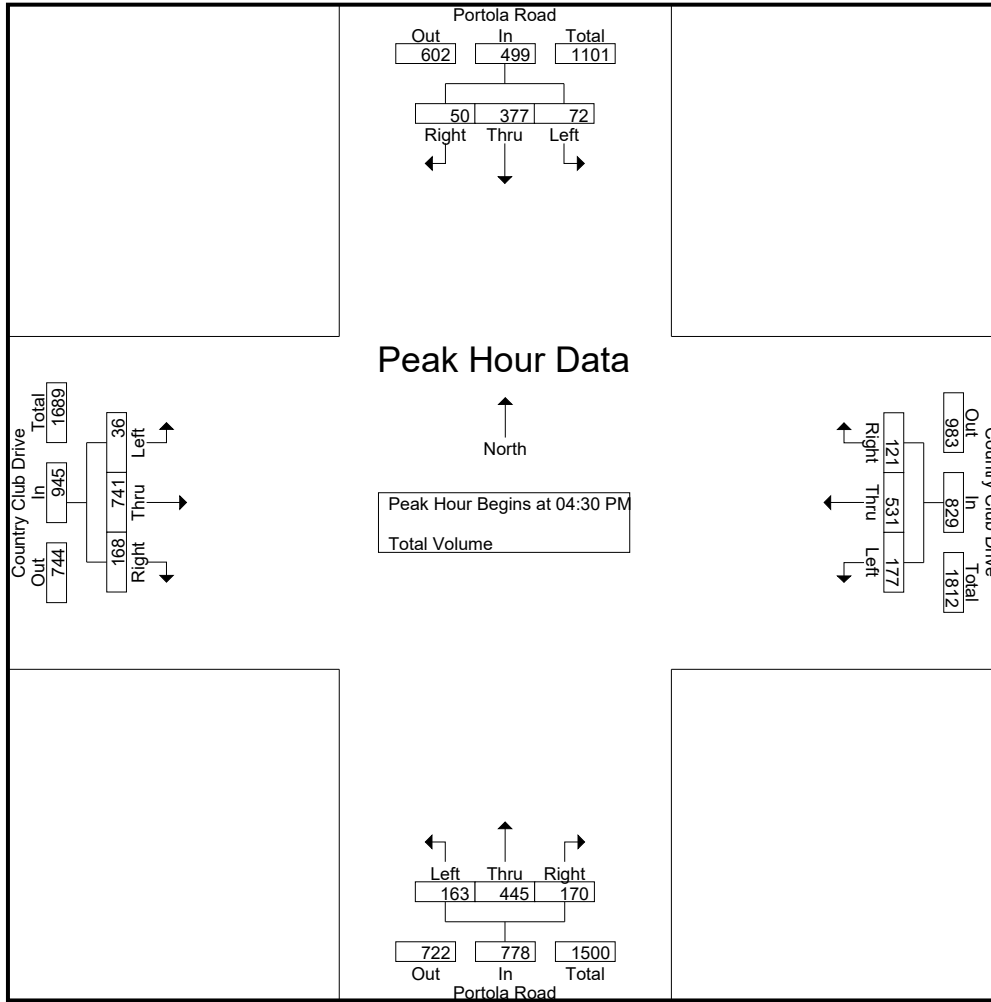 Portola Road
Out In Total
602 499 1101
50 377 72
Right Thru Left
Peak Hour Data
North
Peak Hour Begins at 04:30 PM
Total Volume
Country Club Drive
Total In Out
1689 945 744
36 741 168
Left Thru Right
Country Club Drive
Out In Total
983 829 1812
121 531 177
Right Thru Left
Left Thru Right
163 445 170
722 778 1500
Out In Total
Portola Road